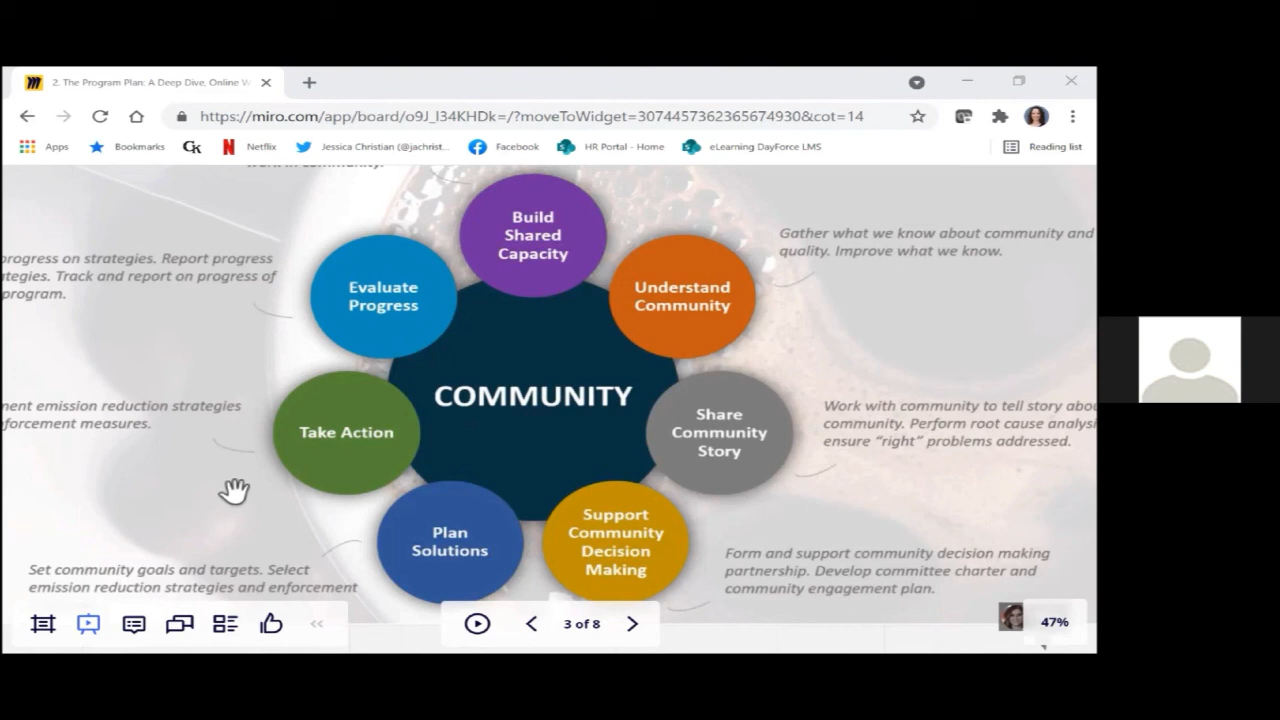 2. The Program Plan: A Deep Dive, Online W
https://miro.com/app/board/o9J_l34KHDk=/?moveToWidget=3074457362365674930&cot=14
Apps
Bookmarks
GK
Netflix
Jessica Christian (@jachrist...
Facebook
HR Portal - Home
eLearning DayForce LMS
Reading list
Build
Shared
Capacity
Understand
Community
Gather what we know about community and
quality. Improve what we know.
Share
Community
Story
Work with community to tell story abou
community. Perform root cause analysi
ensure "right" problems addressed.
Support
Community
Decision
Making
Form and support community decision making
partnership. Develop committee charter and
community engagement plan.
Plan
Solutions
Set community goals and targets. Select
emission reduction strategies and enforcement
Take Action
ment emission reduction strategies
forcement measures.
Evaluate
Progress
progress on strategies. Report progress
tegies. Track and report on progress of
program.
COMMUNITY
3 of 8
47%